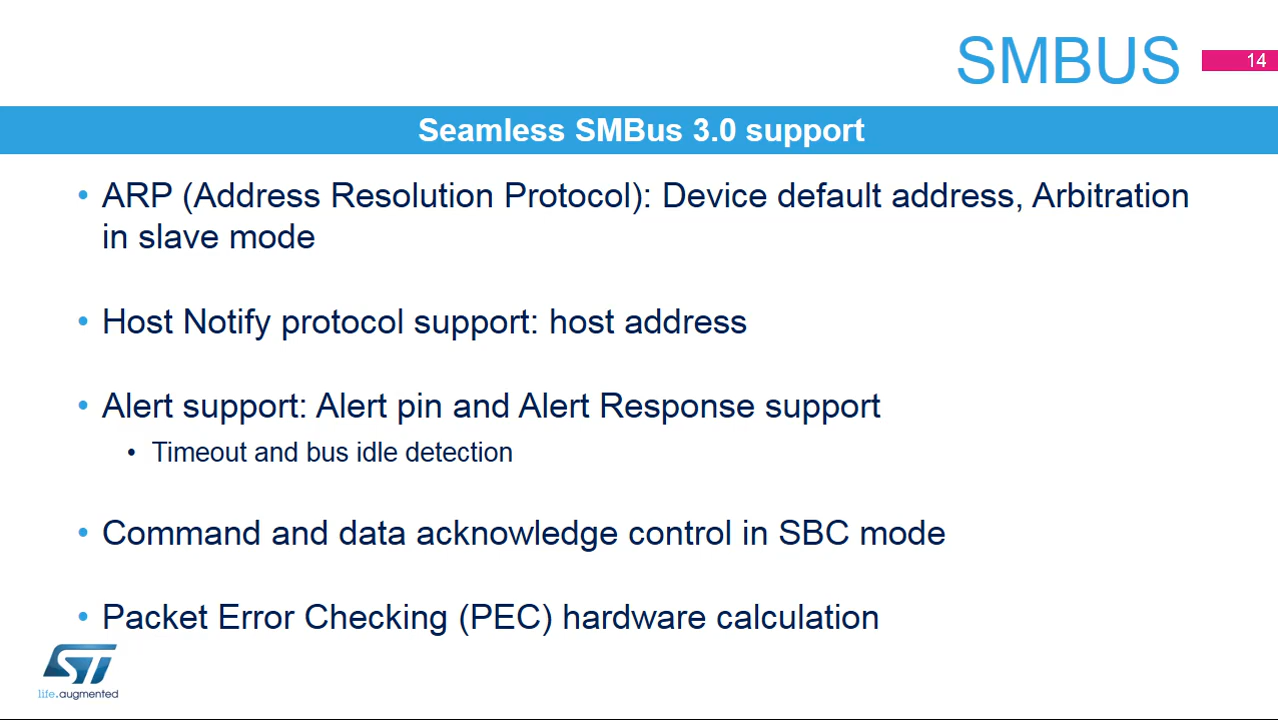 SMBUS
14
Seamless SMBus 3.0 support
• ARP (Address Resolution Protocol): Device default address, Arbitration
in slave mode
• Host Notify protocol support: host address
• Alert support: Alert pin and Alert Response support
• Timeout and bus idle detection
• Command and data acknowledge control in SBC mode
• Packet Error Checking (PEC) hardware calculation
ST
life.augmented